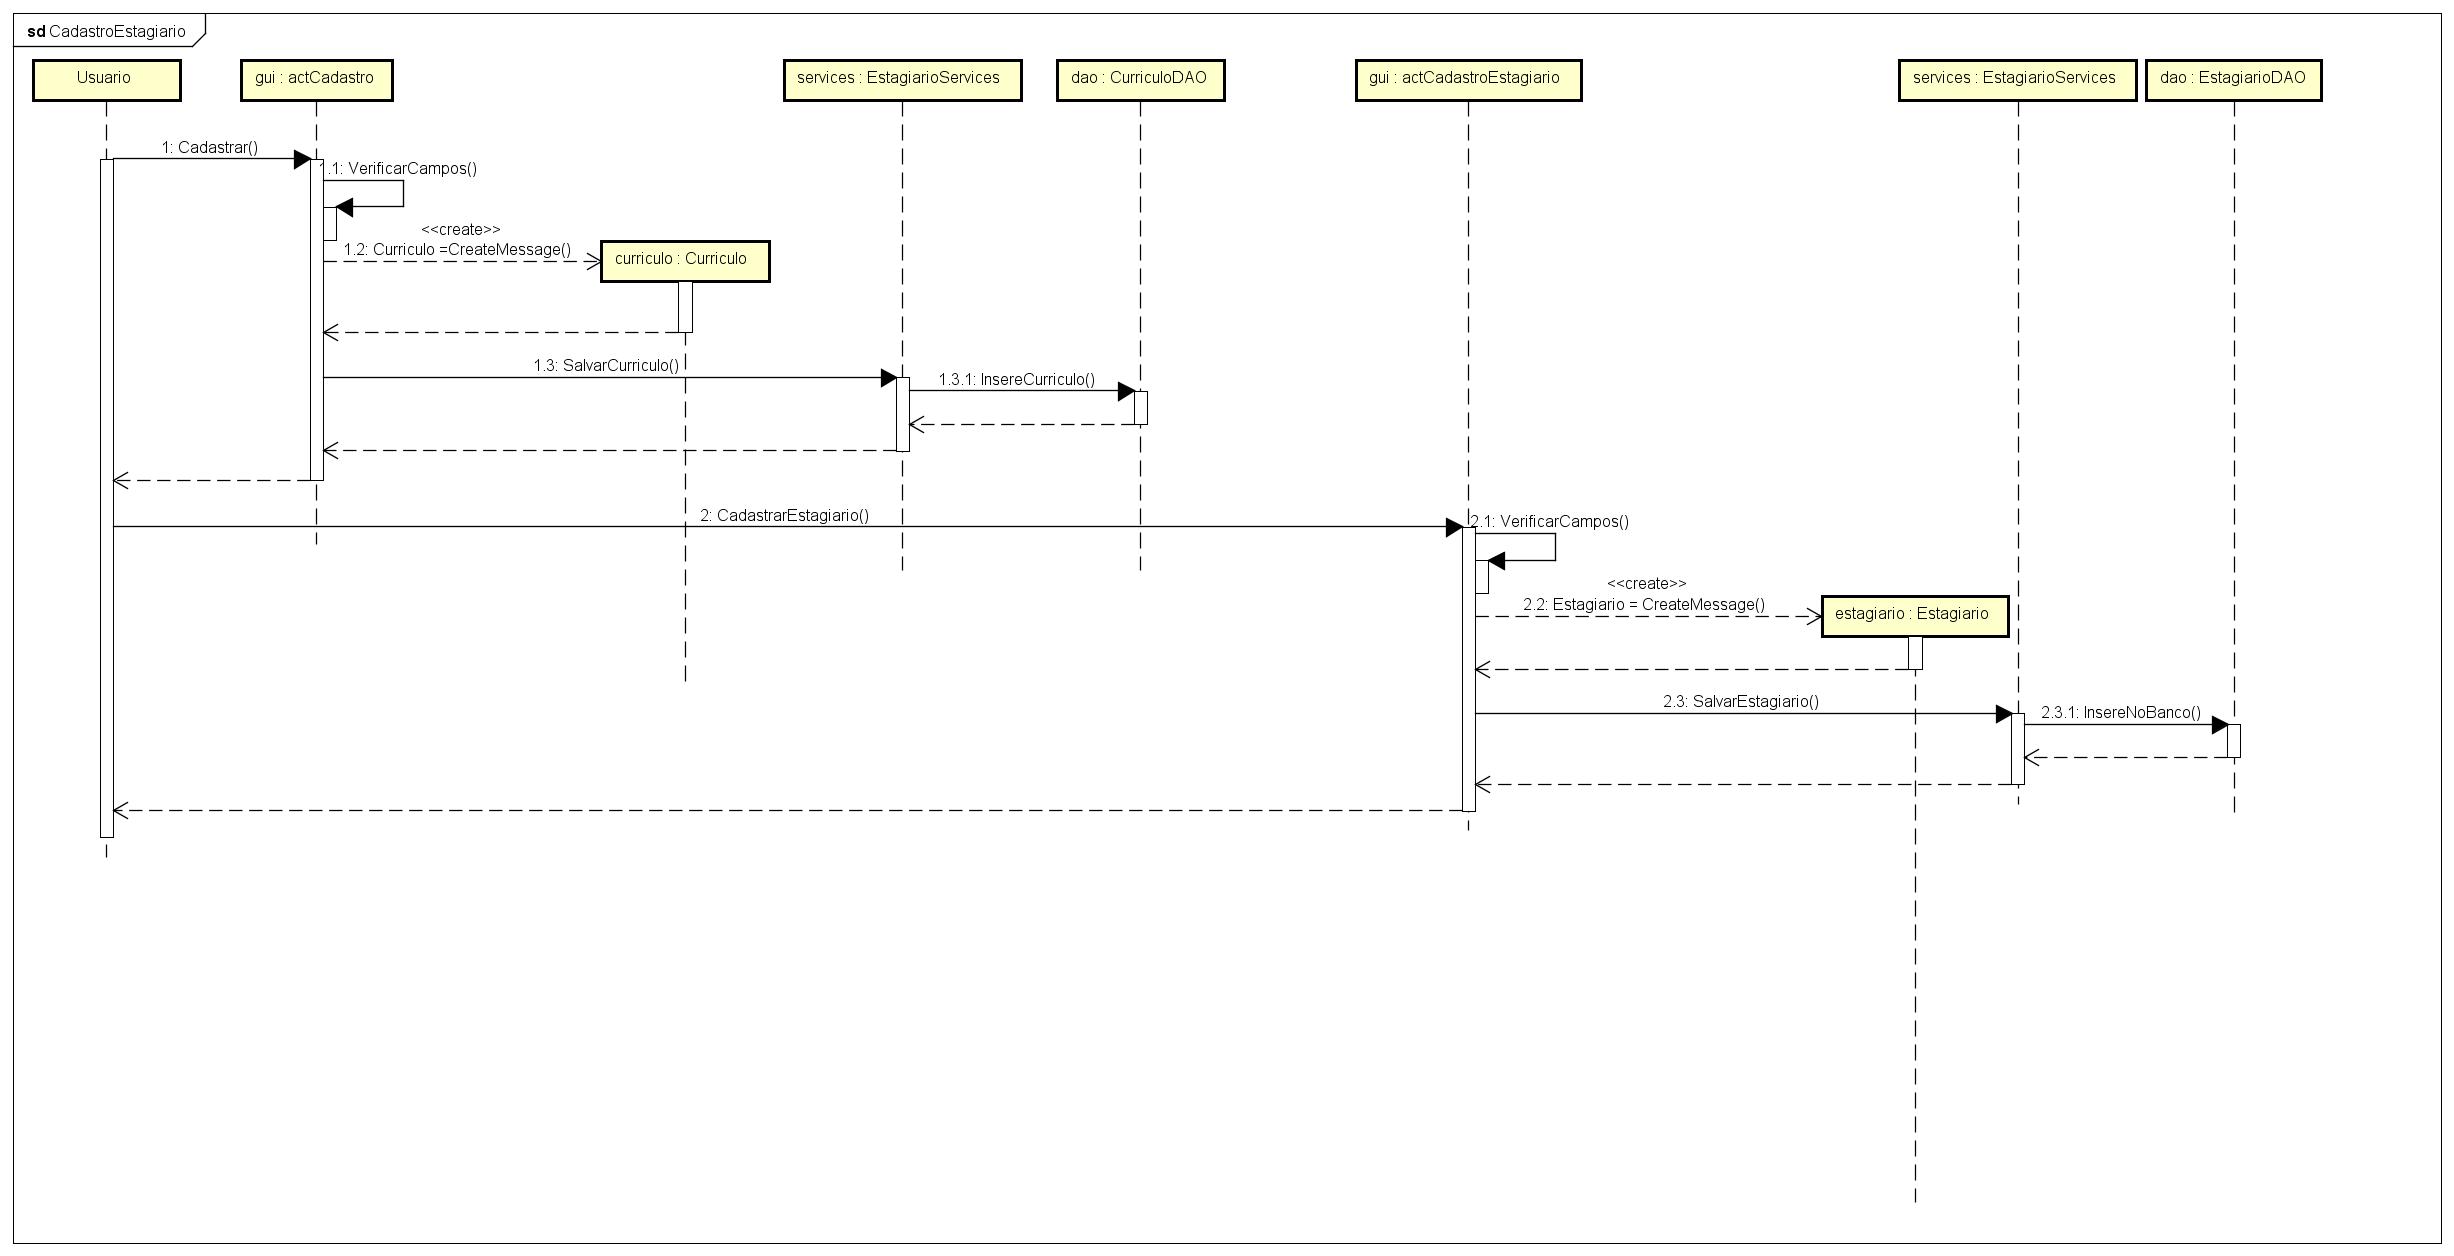 sd CadastroEstagiario
Usuario
gui : actCadastro
services : EstagiarioServices
dao : CurriculoDAO
gui : actCadastroEstagiario
services : EstagiarioServices
dao : EstagiarioDAO
1: Cadastrar()
1.1: VerificarCampos()
<<create>>
1.2: Curriculo =CreateMessage()
curriculo : Curriculo
1.3: SalvarCurriculo()
1.3.1: InsereCurriculo()
2: CadastrarEstagiario()
2.1: VerificarCampos()
<<create>>
2.2: Estagiario = CreateMessage()
estagiario : Estagiario
2.3: SalvarEstagiario()
2.3.1: InsereNoBanco()